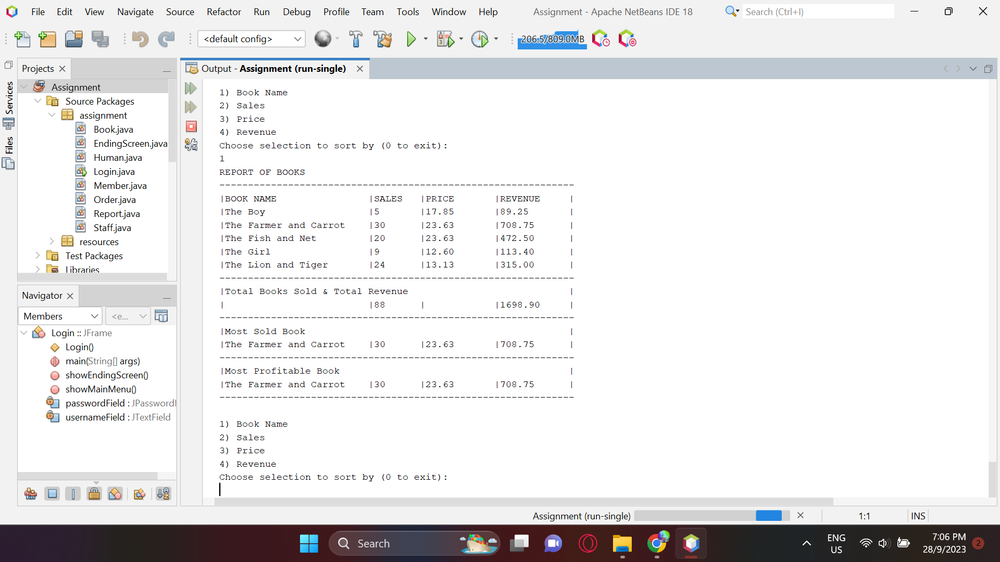 File Edit View Navigate Source Refactor Run Debug Profile Team Tools Window Help
Assignment - Apache NetBeans IDE 18
Search (Ctrl+I)
<default config>
206.5/809.0MB
Services
Files
Projects
Assignment
Source Packages
assignment
Book.java
EndingScreen.java
Human.java
Login.java
Member.java
Order.java
Report.java
Staff.java
resources
Test Packages
Libraries
Navigator
Members
<e...
Login :: JFrame
Login()
main(String[] args)
showEndingScreen()
showMainMenu()
passwordField : JPassword
usernameField : JTextField
Output - Assignment (run-single)
1) Book Name
2) Sales
3) Price
4) Revenue
Choose selection to sort by (0 to exit):
1
REPORT OF BOOKS
--------------------------------------------------------------
|BOOK NAME |SALES |PRICE |REVENUE |
|The Boy |5 |17.85 |89.25 |
|The Farmer and Carrot |30 |23.63 |708.75 |
|The Fish and Net |20 |23.63 |472.50 |
|The Girl |9 |12.60 |113.40 |
|The Lion and Tiger |24 |13.13 |315.00 |
--------------------------------------------------------------
|Total Books Sold & Total Revenue |
| |88 | |1698.90 |
--------------------------------------------------------------
|Most Sold Book |
|The Farmer and Carrot |30 |23.63 |708.75 |
--------------------------------------------------------------
|Most Profitable Book |
|The Farmer and Carrot |30 |23.63 |708.75 |
--------------------------------------------------------------
1) Book Name
2) Sales
3) Price
4) Revenue
Choose selection to sort by (0 to exit):
Assignment (run-single)
1:1
INS
Search
ENG
US
7:06 PM
28/9/2023
2